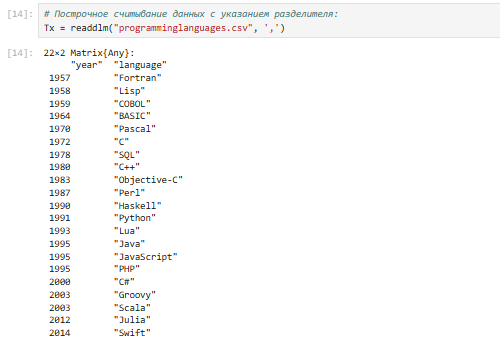 [14]: # Построчное считывание данных с указанием разделителя:
Tx = readdlm("programminglanguages.csv", ',')
[14]: 22×2 Matrix{Any}:
"year" "language"
1957 "Fortran"
1958 "Lisp"
1959 "COBOL"
1964 "BASIC"
1970 "Pascal"
1972 "C"
1978 "SQL"
1980 "C++"
1983 "Objective-C"
1987 "Perl"
1990 "Haskell"
1991 "Python"
1993 "Lua"
1995 "Java"
1995 "JavaScript"
1995 "PHP"
2000 "C#"
2003 "Groovy"
2003 "Scala"
2012 "Julia"
2014 "Swift"